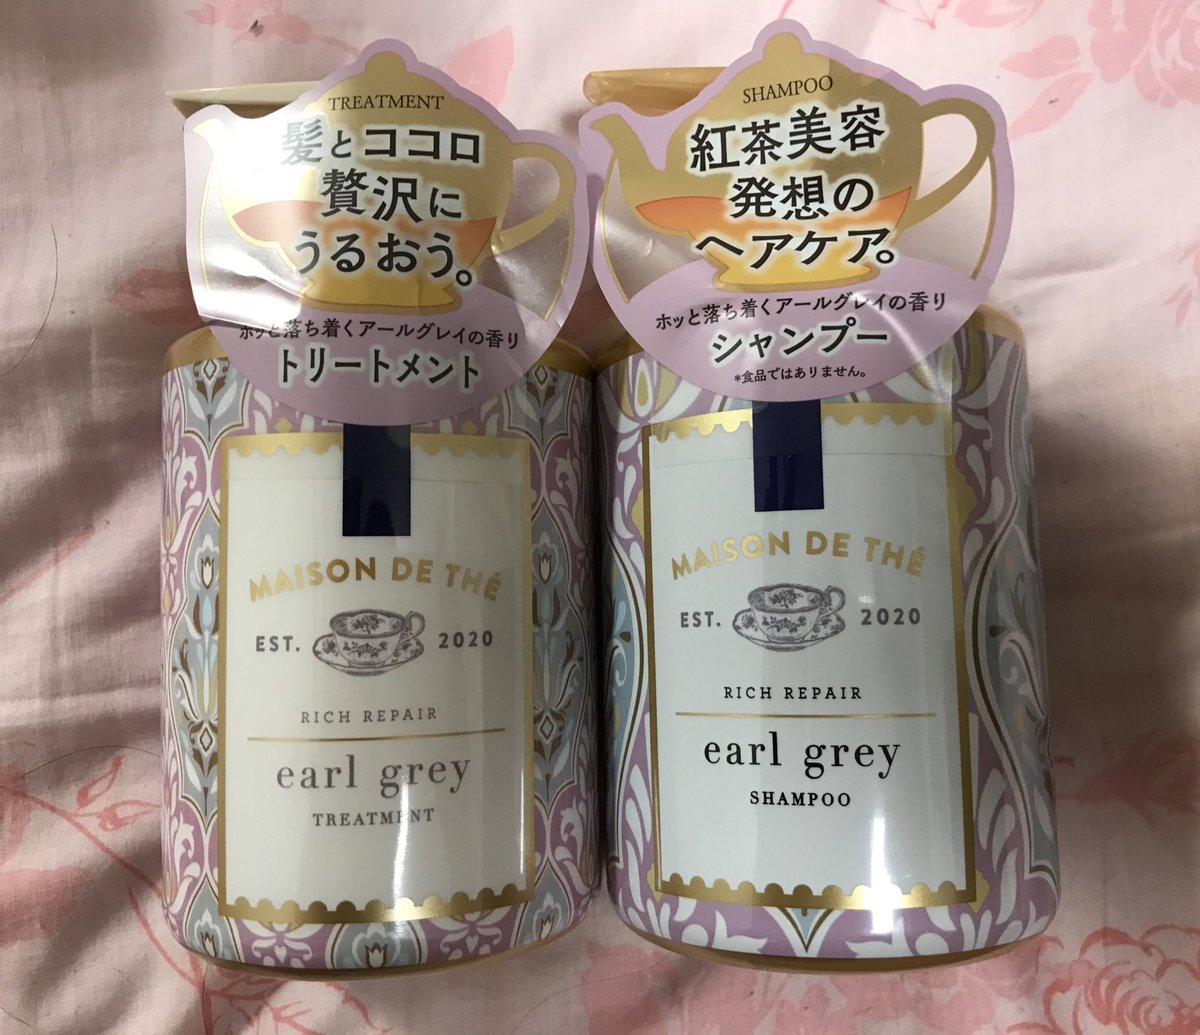 TREATMENT
髪とココロ
贅沢に
うるおう。
ホッと落ち着くアールグレイの香り
トリートメント
MAISON DE THÉ
EST. 2020
RICH REPAIR
earl grey
TREATMENT
SHAMPOO
紅茶美容
発想の
ヘアケア。
ホッと落ち着くアールグレイの香り
シャンプー
*食品ではありません。
MAISON DE THÉ
EST. 2020
RICH REPAIR
earl grey
SHAMPOO